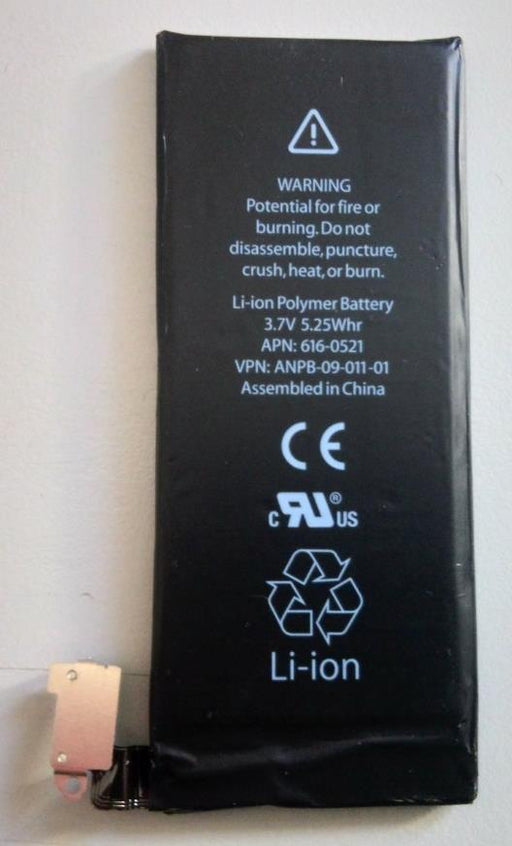 WARNING
Potential for fire or
burning. Do not
disassemble, puncture,
crush, heat, or burn.
Li-ion Polymer Battery
3.7V 5.25Whr
APN: 616-0521
VPN: ANPB-09-011-01
Assembled in China
CE
c RU ® US
Li-ion